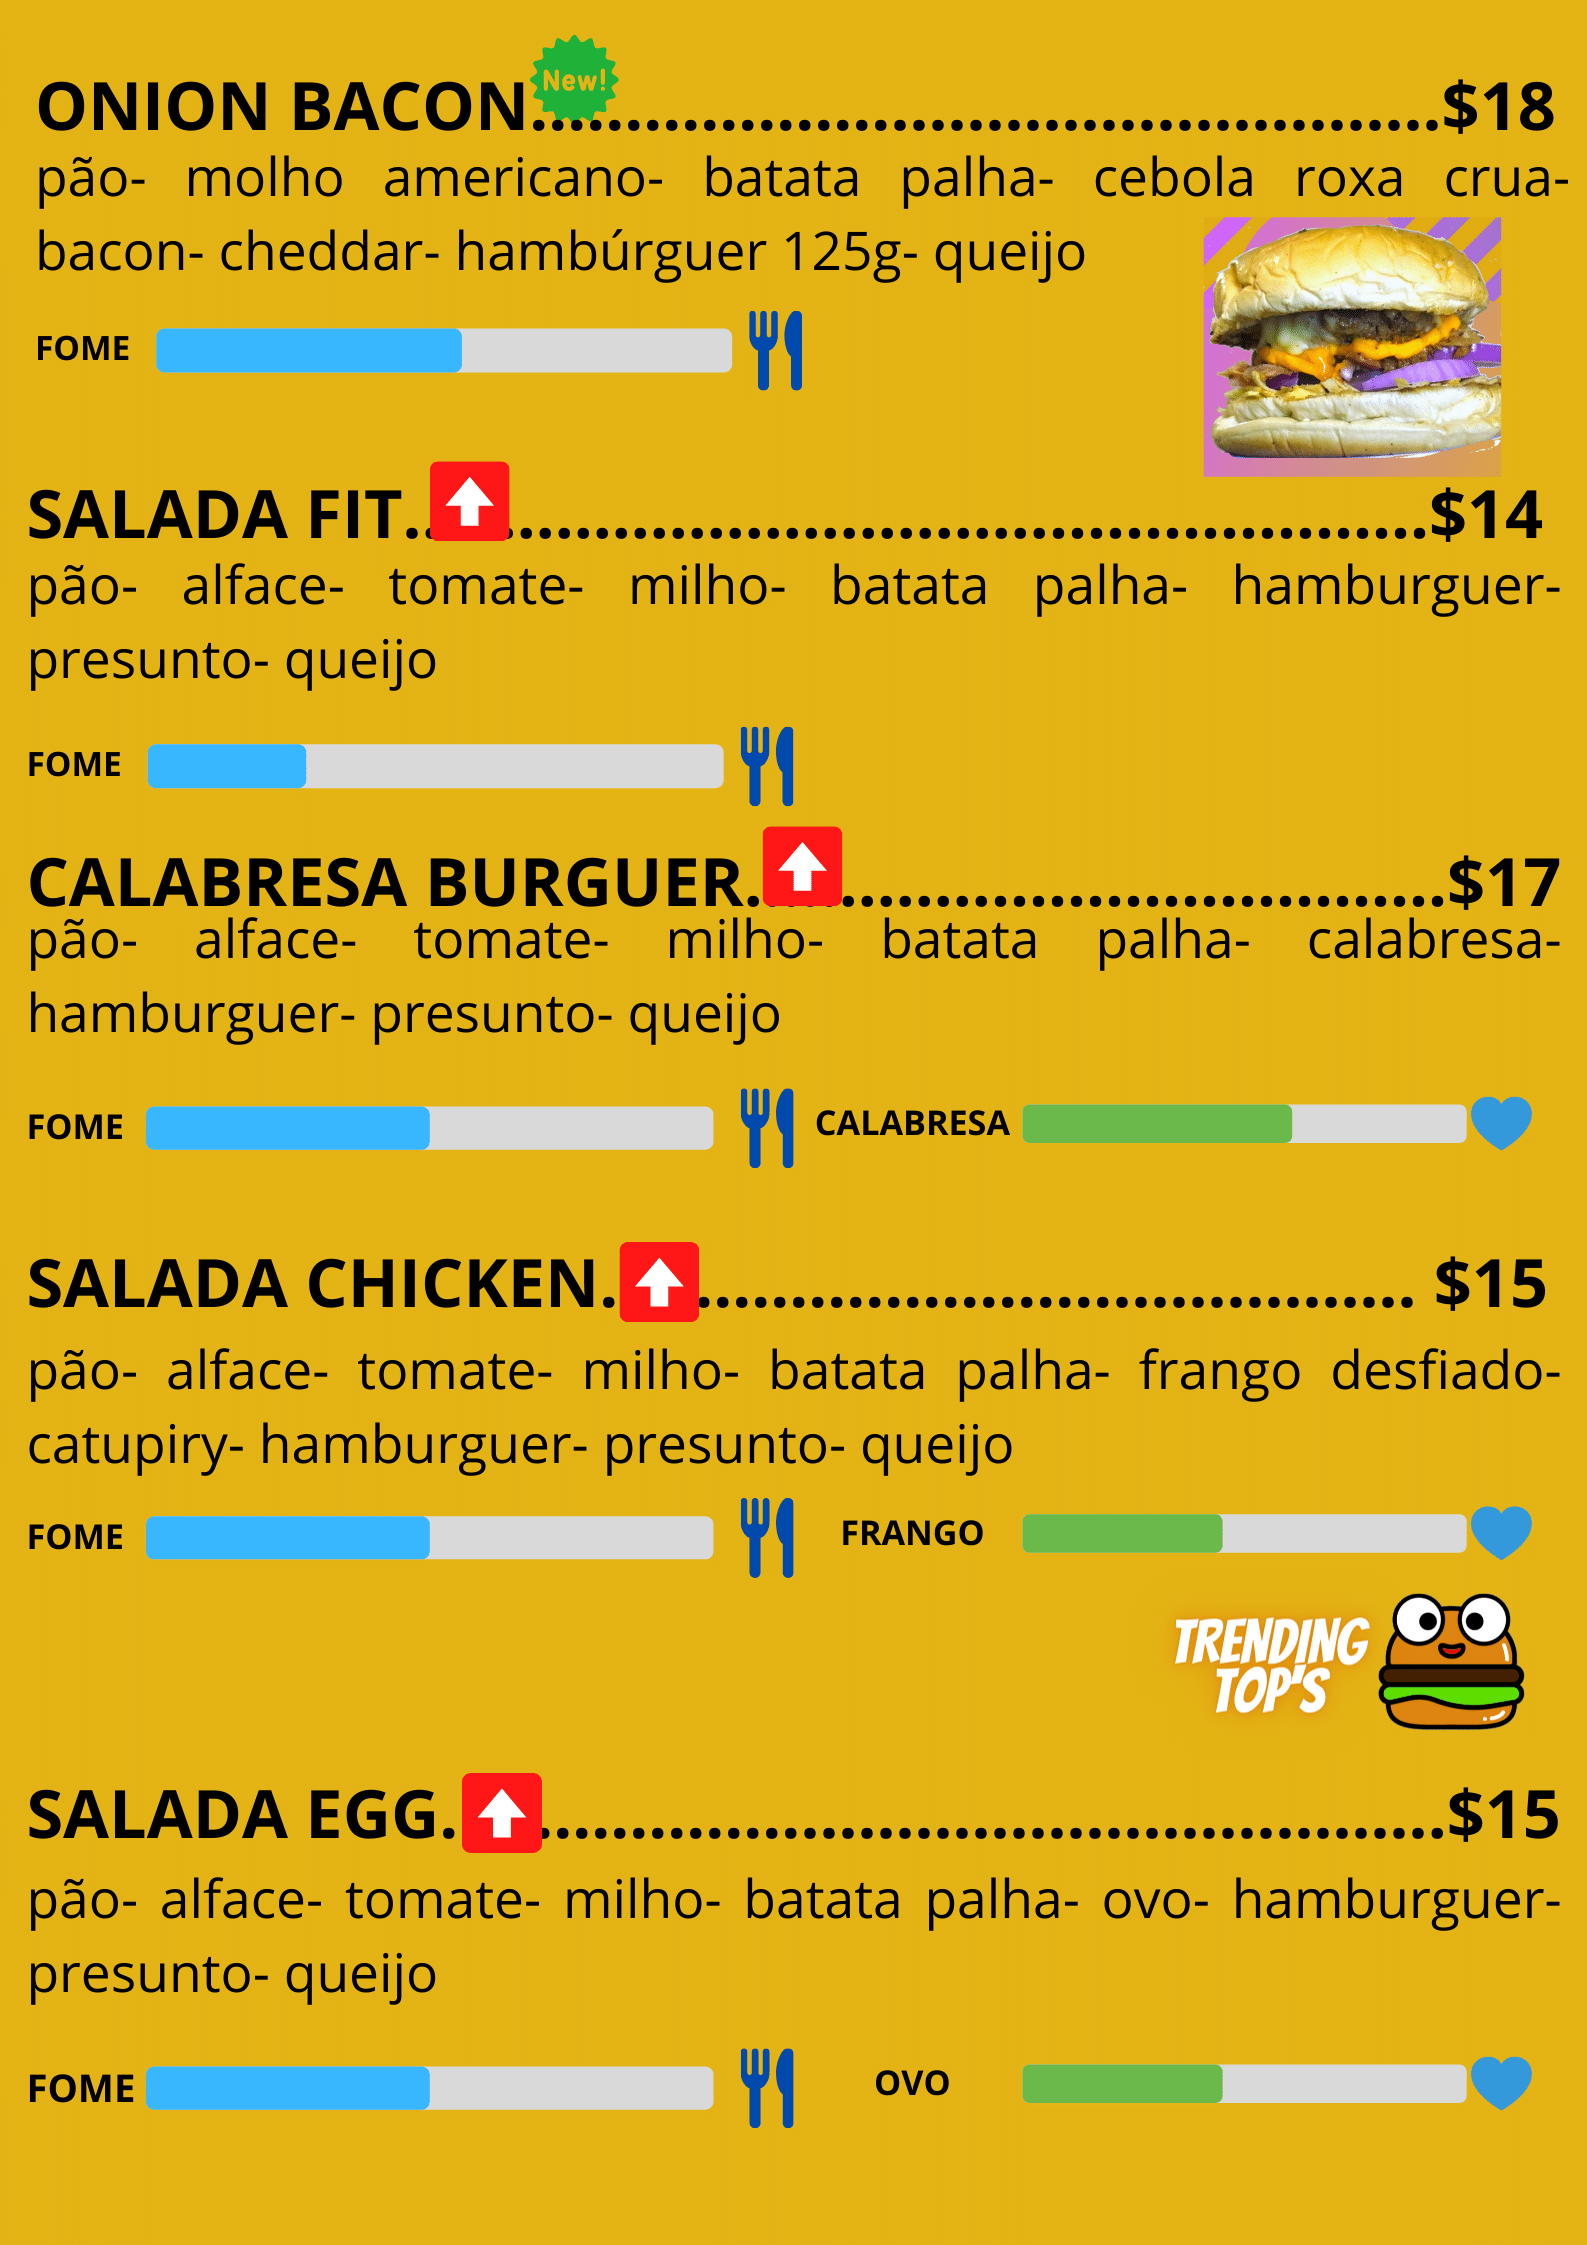 New!
ONION BACON................................................$18
pão- molho americano- batata palha- cebola roxa crua-
bacon- cheddar- hambúrguer 125g- queijo
FOME
SALADA FIT......................................................$14
pão- alface- tomate- milho- batata palha- hamburguer-
presunto- queijo
FOME
CALABRESA BURGUER.....................................$17
pão- alface- tomate- milho- batata palha- calabresa-
hamburguer- presunto- queijo
FOME
CALABRESA
SALADA CHICKEN........................................... $15
pão- alface- tomate- milho- batata palha- frango desfiado-
catupiry- hamburguer- presunto- queijo
FOME
FRANGO
TRENDING
TOP'S
SALADA EGG.....................................................$15
pão- alface- tomate- milho- batata palha- ovo- hamburguer-
presunto- queijo
FOME
OVO